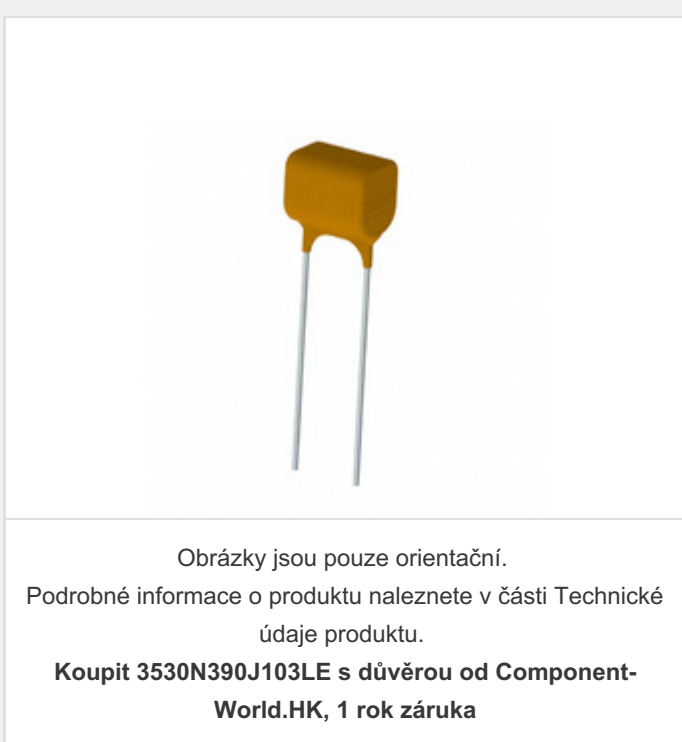 Obrázky jsou pouze orientační.
Podrobné informace o produktu naleznete v části Technické
údaje produktu.
Koupit 3530N390J103LE s důvěrou od Component-
World.HK, 1 rok záruka